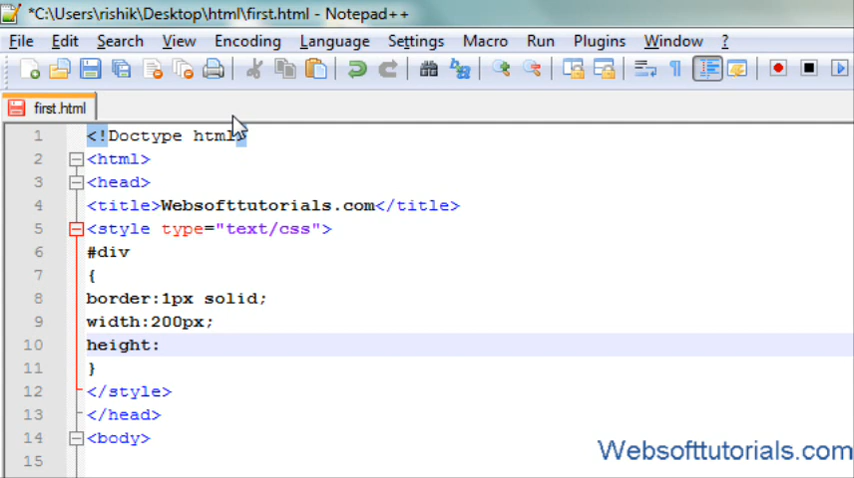 *C:\Users\rishik\Desktop\html\first.html - Notepad++
File Edit Search View Encoding Language Settings Macro Run Plugins Window ?
first.html
1 <!Doctype html>
2 <html>
3 <head>
4 <title>Websofttutorials.com</title>
5 <style type="text/css">
6 #div
7 {
8 border:1px solid;
9 width:200px;
10 height:
11 }
12 </style>
13 </head>
14 <body>
15
Websofttutorials.com